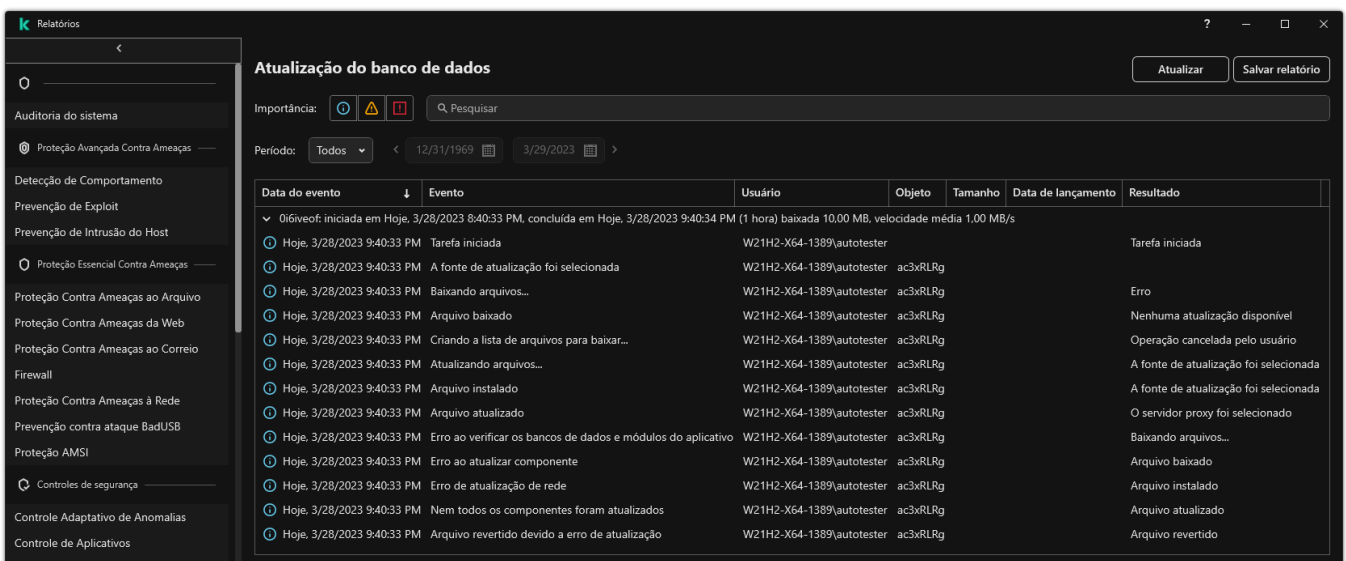 Relatórios
Auditoria do sistema
Proteção Avançada Contra Ameaças
Detecção de Comportamento
Prevenção de Exploit
Prevenção de Intrusão do Host
Proteção Essencial Contra Ameaças
Proteção Contra Ameaças ao Arquivo
Proteção Contra Ameaças da Web
Proteção Contra Ameaças ao Correio
Firewall
Proteção Contra Ameaças à Rede
Prevenção contra ataque BadUSB
Proteção AMSI
Controles de segurança
Controle Adaptativo de Anomalias
Controle de Aplicativos
Atualização do banco de dados
Atualizar Salvar relatório
Importância: Pesquisar
Período: Todos 12/31/1969 3/29/2023
Data do evento ↓ Evento Usuário Objeto Tamanho Data de lançamento Resultado
0i6iveof: iniciada em Hoje, 3/28/2023 8:40:33 PM, concluída em Hoje, 3/28/2023 9:40:34 PM (1 hora) baixada 10,00 MB, velocidade média 1,00 MB/s
Hoje, 3/28/2023 9:40:33 PM Tarefa iniciada W21H2-X64-1389\autotester Tarefa iniciada
Hoje, 3/28/2023 9:40:33 PM A fonte de atualização foi selecionada W21H2-X64-1389\autotester ac3xRLRg
Hoje, 3/28/2023 9:40:33 PM Baixando arquivos... W21H2-X64-1389\autotester ac3xRLRg Erro
Hoje, 3/28/2023 9:40:33 PM Arquivo baixado W21H2-X64-1389\autotester ac3xRLRg Nenhuma atualização disponível
Hoje, 3/28/2023 9:40:33 PM Criando a lista de arquivos para baixar... W21H2-X64-1389\autotester ac3xRLRg Operação cancelada pelo usuário
Hoje, 3/28/2023 9:40:33 PM Atualizando arquivos... W21H2-X64-1389\autotester ac3xRLRg A fonte de atualização foi selecionada
Hoje, 3/28/2023 9:40:33 PM Arquivo instalado W21H2-X64-1389\autotester ac3xRLRg A fonte de atualização foi selecionada
Hoje, 3/28/2023 9:40:33 PM Arquivo atualizado W21H2-X64-1389\autotester ac3xRLRg O servidor proxy foi selecionado
Hoje, 3/28/2023 9:40:33 PM Erro ao verificar os bancos de dados e módulos do aplicativo W21H2-X64-1389\autotester ac3xRLRg Baixando arquivos...
Hoje, 3/28/2023 9:40:33 PM Erro ao atualizar componente W21H2-X64-1389\autotester ac3xRLRg Arquivo baixado
Hoje, 3/28/2023 9:40:33 PM Erro de atualização de rede W21H2-X64-1389\autotester ac3xRLRg Arquivo instalado
Hoje, 3/28/2023 9:40:33 PM Nem todos os componentes foram atualizados W21H2-X64-1389\autotester ac3xRLRg Arquivo atualizado
Hoje, 3/28/2023 9:40:33 PM Arquivo revertido devido a erro de atualização W21H2-X64-1389\autotester ac3xRLRg Arquivo revertido